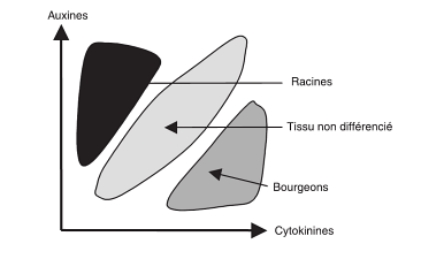 Auxines
Racines
Tissu non différencié
Bourgeons
Cytokinines